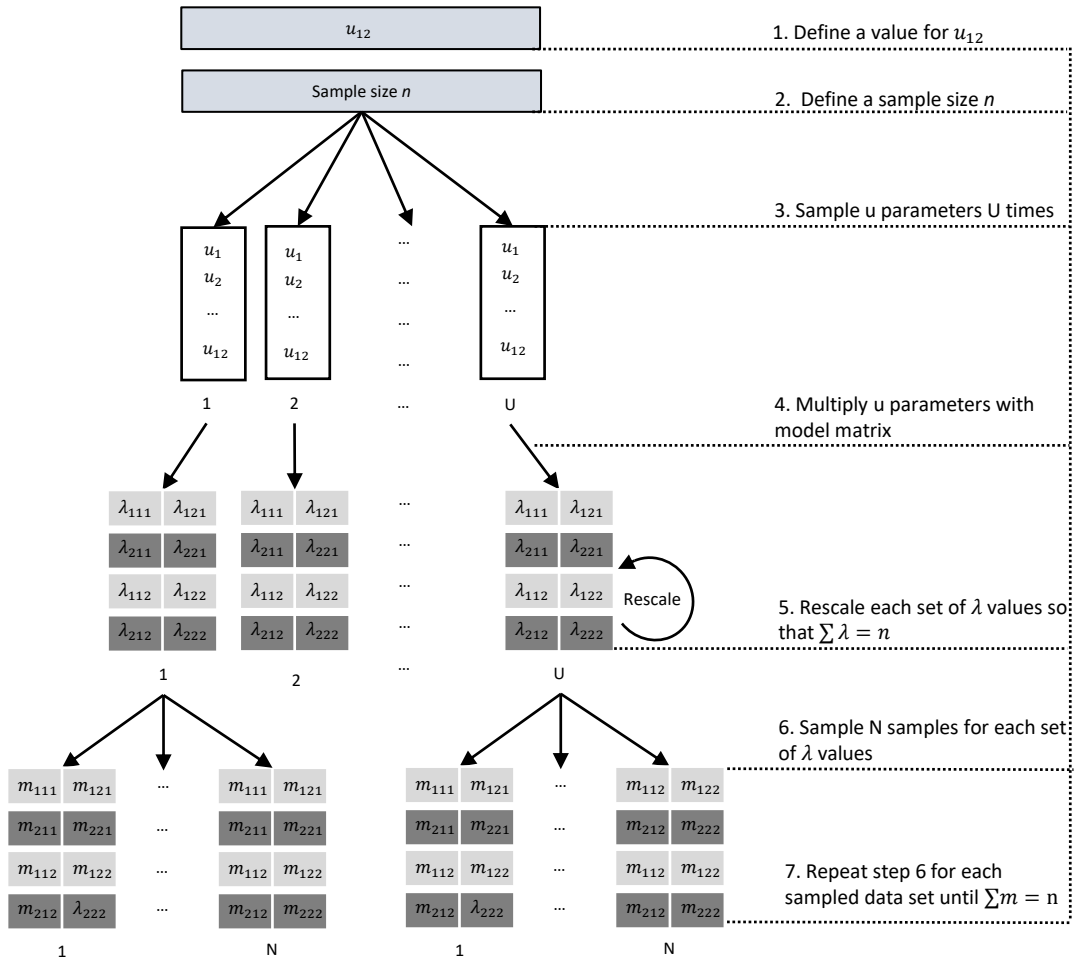 u₁₂
1. Define a value for u₁₂
Sample size n
2. Define a sample size n
3. Sample u parameters U times
u₁ u₁ ... u₁
u₂ u₂ ... u₂
... ... ... ...
u₁₂ u₁₂ ... u₁₂
1 2 ... U
4. Multiply u parameters with
model matrix
λ₁₁₁ λ₁₂₁ λ₁₁₁ λ₁₂₁ ... λ₁₁₁ λ₁₂₁
λ₂₁₁ λ₂₂₁ λ₂₁₁ λ₂₂₁ ... λ₂₁₁ λ₂₂₁
λ₁₁₂ λ₁₂₂ λ₁₁₂ λ₁₂₂ ... λ₁₁₂ λ₁₂₂
Rescale
λ₂₁₂ λ₂₂₂ λ₂₁₂ λ₂₂₂ ... λ₂₁₂ λ₂₂₂
5. Rescale each set of λ values so
that ∑ λ = n
1 2 ... U
6. Sample N samples for each set
of λ values
m₁₁₁ m₁₂₁ ... m₁₁₁ m₁₂₁ m₁₁₁ m₁₂₁ ... m₁₁₂ m₁₂₂
m₂₁₁ m₂₂₁ ... m₂₁₁ m₂₂₁ m₂₁₁ m₂₂₁ ... m₂₁₂ m₂₂₂
m₁₁₂ m₁₂₂ ... m₁₁₂ m₁₂₂ m₁₁₂ m₁₂₂ ... m₁₁₂ m₁₂₂
m₂₁₂ λ₂₂₂ ... m₂₁₂ m₂₂₂ m₂₁₂ λ₂₂₂ ... m₂₁₂ m₂₂₂
7. Repeat step 6 for each
sampled data set until ∑m = n
1 N 1 N